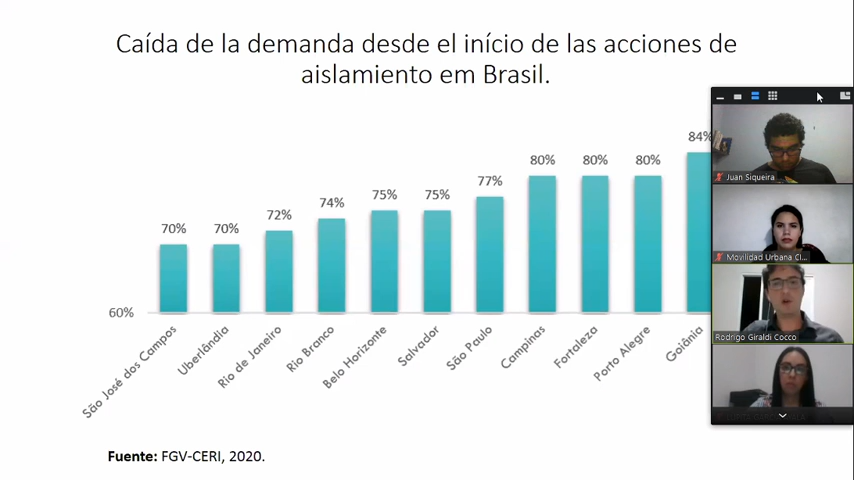 Caída de la demanda desde el início de las acciones de
aislamiento em Brasil.
84%
80%
80%
80%
77%
75%
75%
74%
72%
70%
70%
60%
São José dos Campos
Uberlândia
Rio de Janeiro
Rio Branco
Belo Horizonte
Salvador
São Paulo
Campinas
Fortaleza
Porto Alegre
Goiânia
Fuente: FGV-CERI, 2020.
Juan Siqueira
Movilidad Urbana CI...
Rodrigo Giraldi Cocco